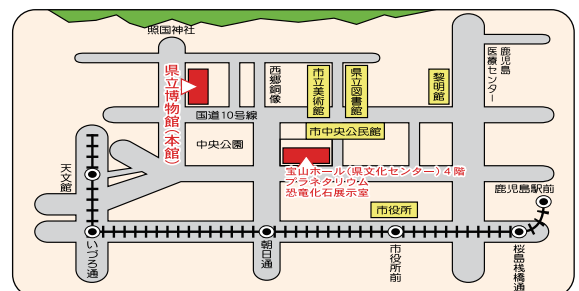 照国神社
県立博物館(本館)
西郷銅像
市立美術館
県立図書館
黎明館
鹿児島
医療センター
国道10号線
市中央公民館
中央公園
宝山ホール(県文化センター)4階
プラネタリウム
恐竜化石展示室
天文館
鹿児島駅前
市役所
いづろ通
朝日通
市役所前
桜島桟橋通